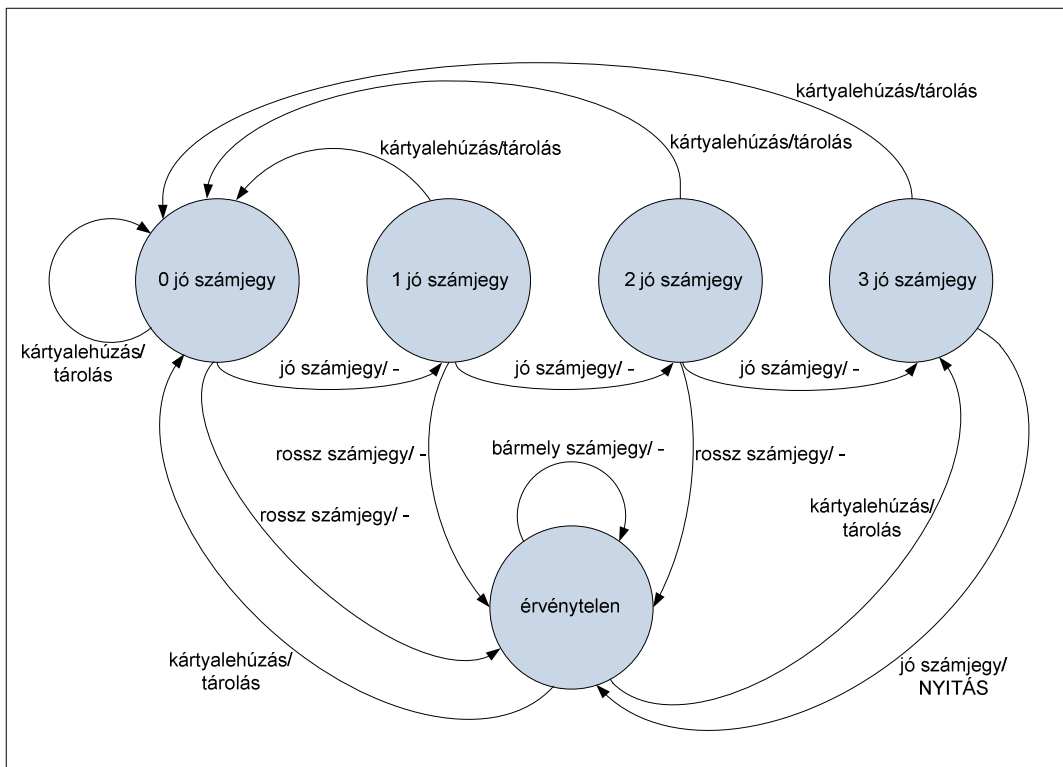 kártyalehúzás/tárolás
kártyalehúzás/tárolás
kártyalehúzás/tárolás
0 jó számjegy
1 jó számjegy
2 jó számjegy
3 jó számjegy
kártyalehúzás/
tárolás
jó számjegy/ -
jó számjegy/ -
jó számjegy/ -
rossz számjegy/ -
bármely számjegy/ -
rossz számjegy/ -
rossz számjegy/ -
kártyalehúzás/
tárolás
érvénytelen
kártyalehúzás/
tárolás
jó számjegy/
NYITÁS